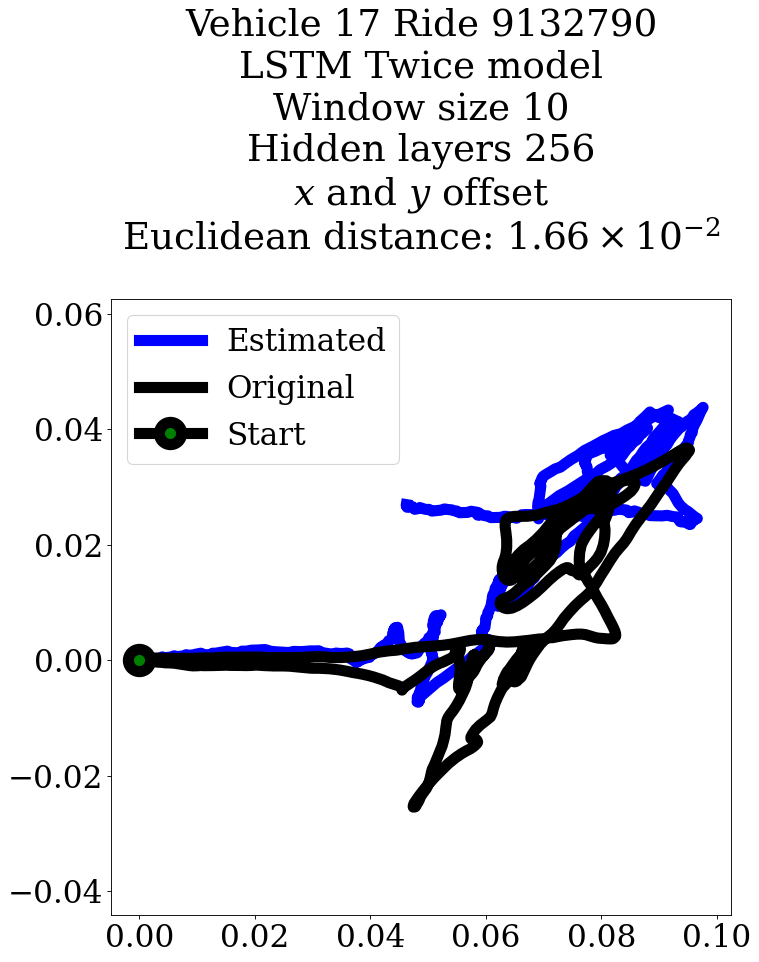 Vehicle 17 Ride 9132790
LSTM Twice model
Window size 10
Hidden layers 256
x and y offset
Euclidean distance: 1.66 × 10⁻²
Estimated
Original
Start
0.06
0.04
0.02
0.00
−0.02
−0.04
0.00 0.02 0.04 0.06 0.08 0.10